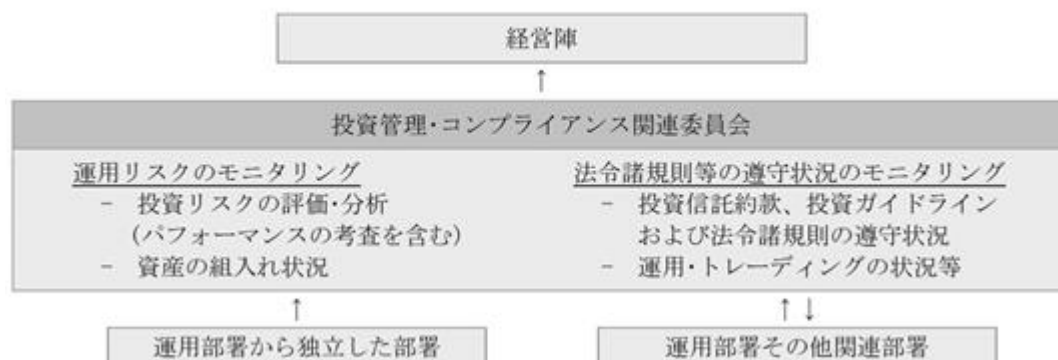 経営陣
↑
投資管理・コンプライアンス関連委員会
運用リスクのモニタリング
－ 投資リスクの評価・分析
(パフォーマンスの考査を含む)
－ 資産の組入れ状況
法令諸規則等の遵守状況のモニタリング
－ 投資信託約款、投資ガイドライン
および法令諸規則の遵守状況
－ 運用・トレーディングの状況等
↑
↑↓
運用部署から独立した部署
運用部署その他関連部署